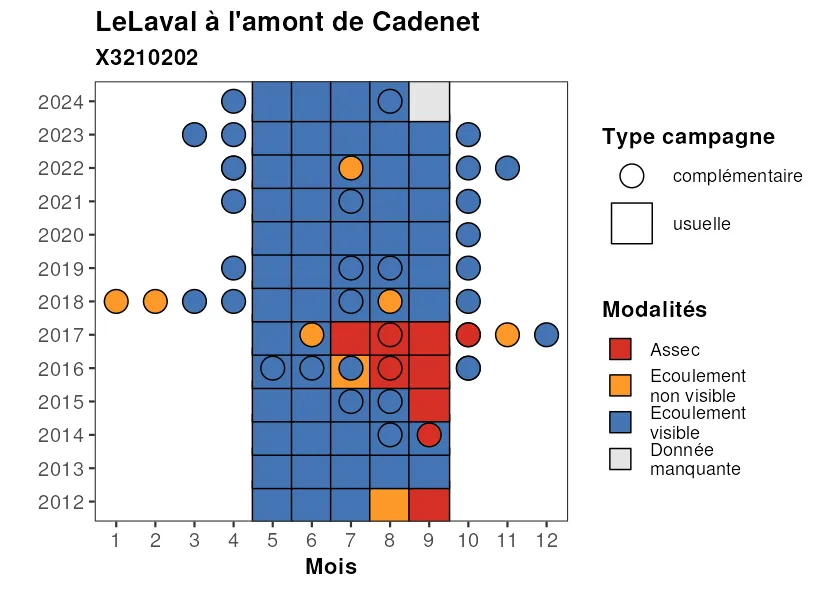 LeLaval à l'amont de Cadenet
X3210202
2024
2023
2022
2021
2020
2019
2018
2017
2016
2015
2014
2013
2012
1 2 3 4 5 6 7 8 9 10 11 12
Mois
Type campagne
complémentaire
usuelle
Modalités
Assec
Ecoulement
non visible
Ecoulement
visible
Donnée
manquante